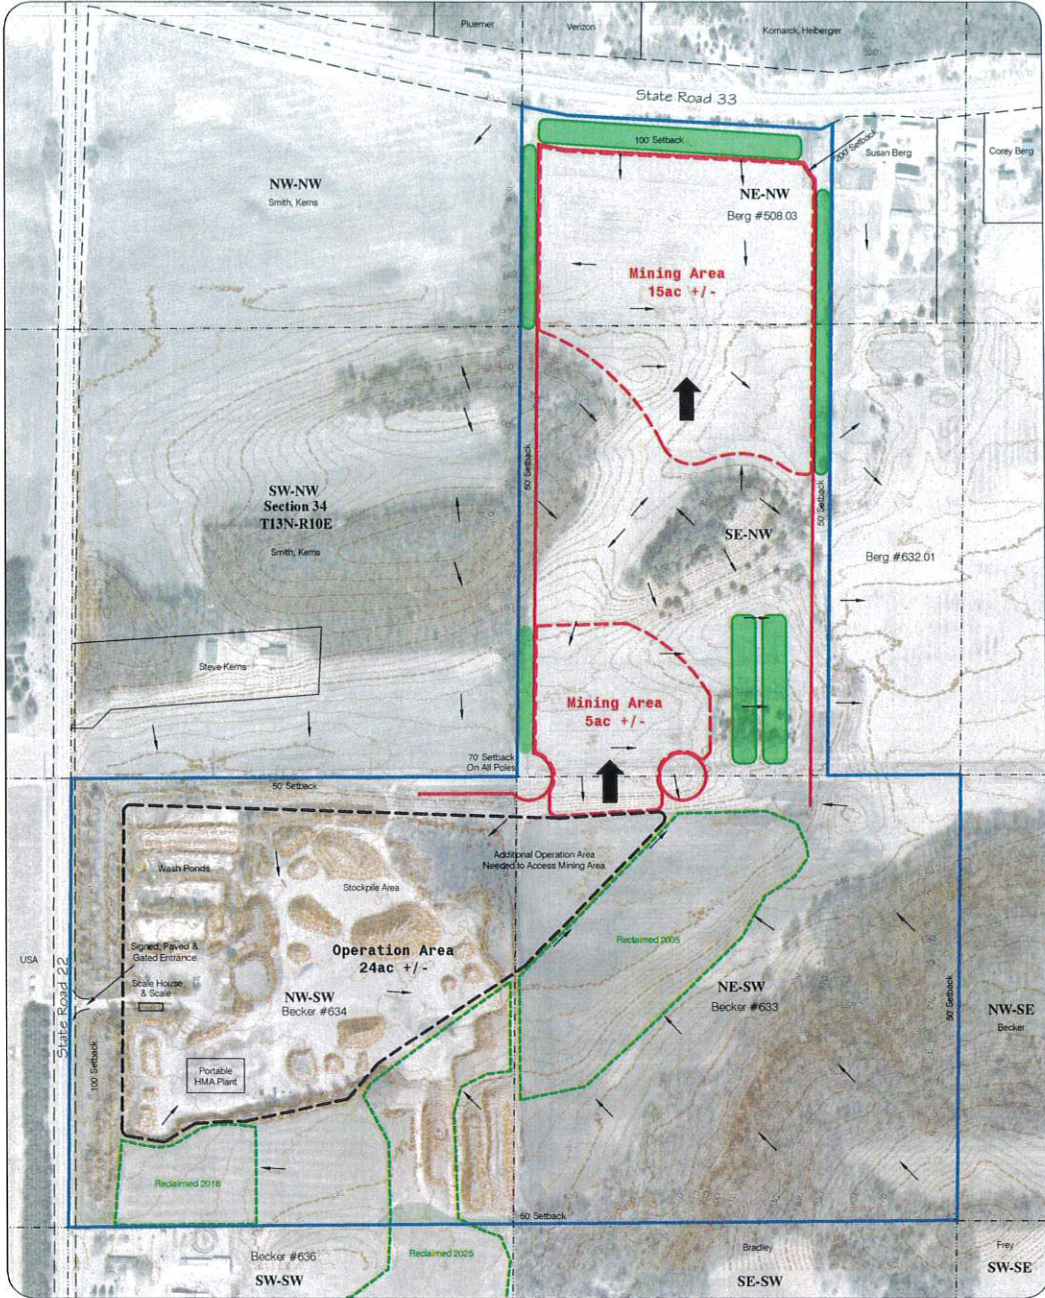 Pluemer
Verizon
Komarck, Heiberger
State Road 33
100' Setback
200' Setback
Susan Berg
Corey Berg
NW-NW
Smith, Kerns
NE-NW
Berg #508.03
Mining Area
15ac +/-
50' Setback
SW-NW
Section 34
T13N-R10E
Smith, Kerns
50' Setback
SE-NW
Berg #632.01
Steve Kerns
Mining Area
5ac +/-
70' Setback
On All Poles
50' Setback
Additional Operation Area
Needed to Access Mining Area
Wash Ponds
Stockpile Area
Signed, Paved &
Gated Entrance
Operation Area
24ac +/-
Reclaimed 2005
USA
Scale House
& Scale
NW-SW
Becker #634
NE-SW
Becker #633
50' Setback
NW-SE
Becker
State Road 22
100' Setback
Portable
HMA Plant
Reclaimed 2018
50' Setback
Becker #636
SW-SW
Reclaimed 2025
Bradley
SE-SW
Frey
SW-SE